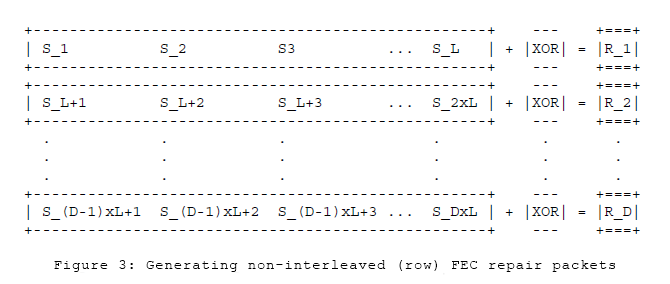 +--------------------------------------------------+     ---     +===+
| S_1          S_2          S3          ...  S_L   |  +  |XOR| = |R_1|
+--------------------------------------------------+     ---     +===+
+--------------------------------------------------+     ---     +===+
| S_L+1        S_L+2        S_L+3       ...  S_2xL |  +  |XOR| = |R_2|
+--------------------------------------------------+     ---     +===+
. . . . . .
. . . . . .
. . . . . .
+--------------------------------------------------+     ---     +===+
| S_(D-1)xL+1  S_(D-1)xL+2  S_(D-1)xL+3 ...  S_DxL |  +  |XOR| = |R_D|
+--------------------------------------------------+     ---     +===+
Figure 3: Generating non-interleaved (row) FEC repair packets